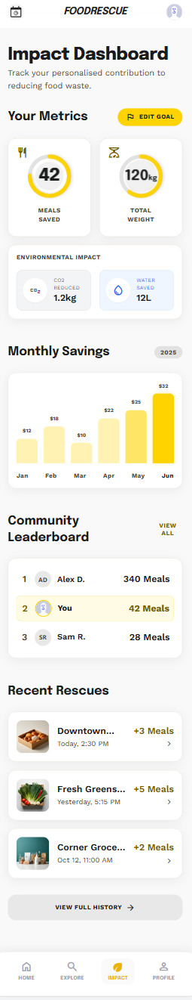 FOODRESCUE
Impact Dashboard
Track your personalised contribution to
reducing food waste.
Your Metrics
EDIT GOAL
42
MEALS
SAVED
120kg
TOTAL
WEIGHT
ENVIRONMENTAL IMPACT
CO2
CO2
REDUCED
1.2kg
WATER
SAVED
12L
Monthly Savings
2025
$12
$18
$10
$22
$25
$32
Jan Feb Mar Apr May Jun
Community
Leaderboard
VIEW
ALL
1 AD Alex D. 340 Meals
2 You 42 Meals
3 SR Sam R. 28 Meals
Recent Rescues
Downtown... +3 Meals
Today, 2:30 PM
Fresh Greens... +5 Meals
Yesterday, 5:15 PM
Corner Groce... +2 Meals
Oct 12, 11:00 AM
VIEW FULL HISTORY
HOME EXPLORE IMPACT PROFILE